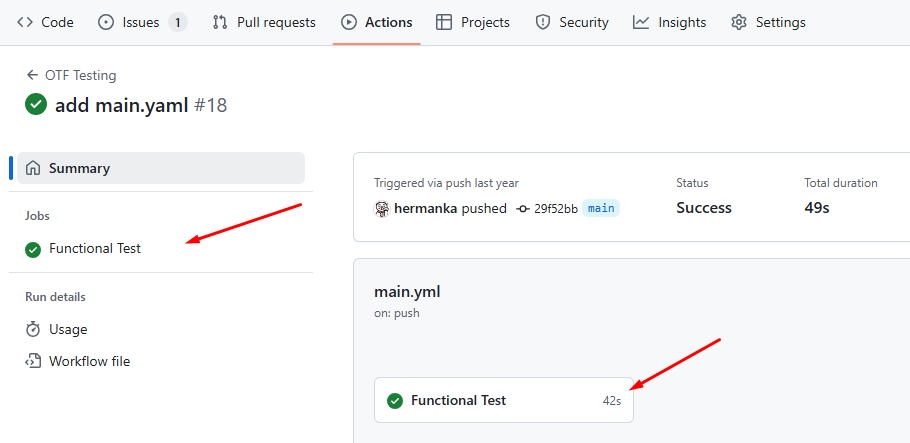 Code Issues 1 Pull requests Actions Projects Security Insights Settings
OTF Testing
add main.yaml #18
Summary
Jobs
Functional Test
Run details
Usage
Workflow file
Triggered via push last year Status Total duration
hermanka pushed 29f52bb main Success 49s
main.yml
on: push
Functional Test 42s